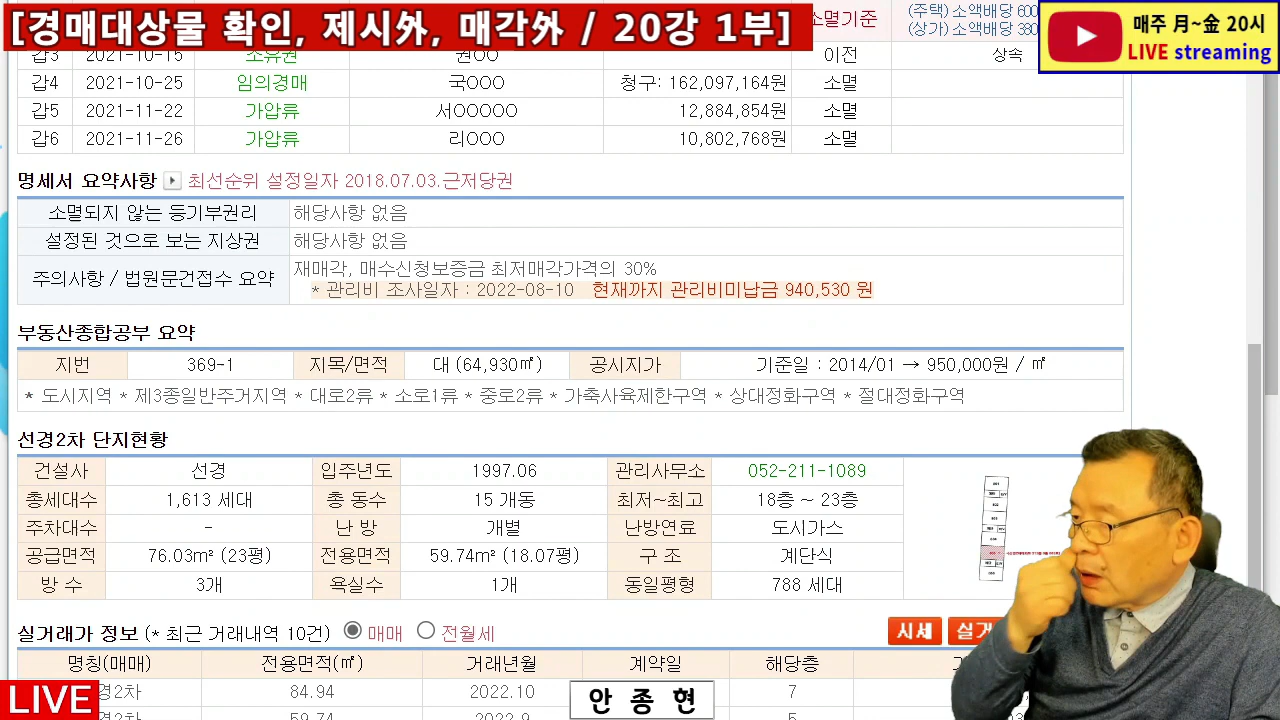 [경매대상물 확인, 제시外, 매각外 / 20강 1부]
소멸기준 (주택) 소액배당 600
(상가) 소액배당 380
매주 月~金 20시
LIVE streaming
갑3 2021-10-15 소유권 권OO 이전 상속
갑4 2021-10-25 임의경매 국OOO 청구: 162,097,164원 소멸
갑5 2021-11-22 가압류 서OOOOO 12,884,854원 소멸
갑6 2021-11-26 가압류 리OOO 10,802,768원 소멸
명세서 요약사항 최선순위 설정일자 2018.07.03.근저당권
소멸되지 않는 등기부권리 해당사항 없음
설정된 것으로 보는 지상권 해당사항 없음
주의사항 / 법원문건접수 요약 재매각, 매수신청보증금 최저매각가격의 30%
* 관리비 조사일자 : 2022-08-10 현재까지 관리비미납금 940,530 원
부동산종합공부 요약
지번 369-1 지목/면적 대 (64,930㎡) 공시지가 기준일 : 2014/01 → 950,000원 / ㎡
* 도시지역 * 제3종일반주거지역 * 대로2류 * 소로1류 * 중로2류 * 가축사육제한구역 * 상대정화구역 * 절대정화구역
선경2차 단지현황
건설사 선경 입주년도 1997.06 관리사무소 052-211-1089
총세대수 1,613 세대 총 동수 15 개동 최저~최고 18층 ~ 23층
주차대수 - 난 방 개별 난방연료 도시가스
공급면적 76.03m² (23평) 전용면적 59.74m² (18.07평) 구 조 계단식
방 수 3개 욕실수 1개 동일평형 788 세대
실거래가 정보 (* 최근 거래내역 10건) 매매 전월세 시세 실거
명칭(매매) 전용면적(㎡) 거래년월 계약일 해당층
경2차 84.94 2022.10 7
LIVE
안 종 현
경2차 59.74 2022.9 5